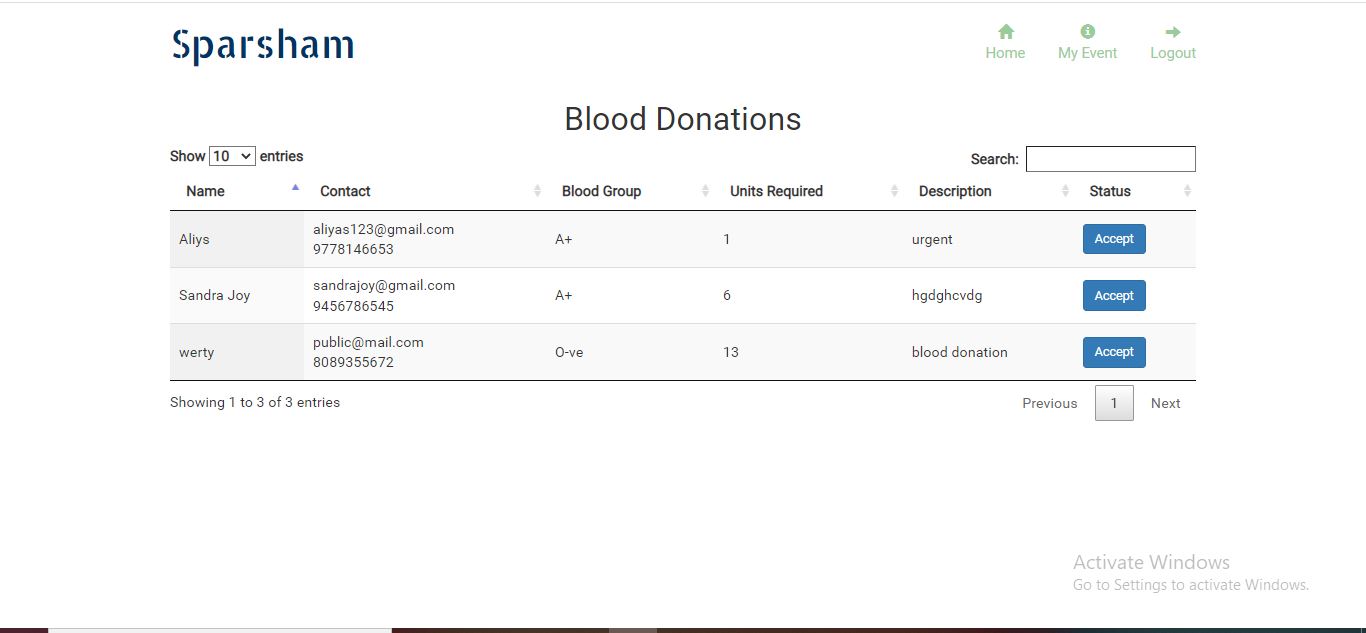 Sparsham
Home My Event Logout
Blood Donations
Show 10 entries Search:
Name Contact Blood Group Units Required Description Status
Aliys aliyas123@gmail.com 9778146653 A+ 1 urgent Accept
Sandra Joy sandrajoy@gmail.com 9456786545 A+ 6 hgdghcvdg Accept
werty public@mail.com 8089355672 O-ve 13 blood donation Accept
Showing 1 to 3 of 3 entries Previous 1 Next
Activate Windows
Go to Settings to activate Windows.